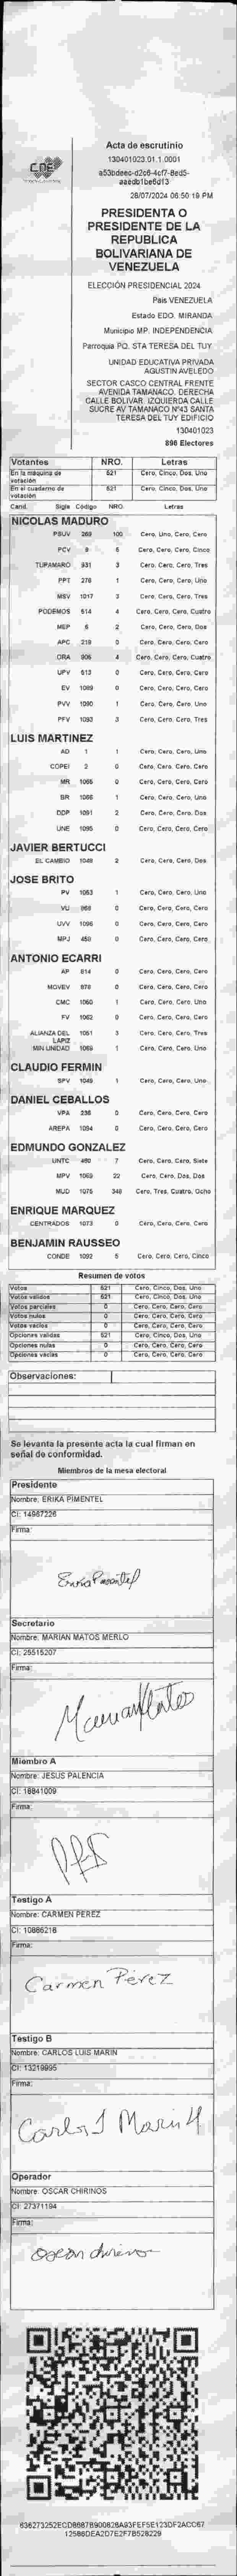 CNE
Acta de escrutinio
130401023.01.1.0001
28/07/2024 06:50:19 PM
PRESIDENTA O
PRESIDENTE DE LA
REPUBLICA
BOLIVARIANA DE
VENEZUELA
ELECCIÓN PRESIDENCIAL 2024
Pais VENEZUELA
Estado EDO. MIRANDA
Municipio MP. INDEPENDENCIA
Parroquia PQ. STA TERESA DEL TUY
UNIDAD EDUCATIVA PRIVADA
AGUSTIN AVELEDO
SECTOR CASCO CENTRAL FRENTE
AVENIDA TAMANACO. DERECHA
CALLE BOLIVAR. IZQUIERDA CALLE
SUCRE AV TAMANACO Nº43 SANTA
TERESA DEL TUY EDIFICIO
130401023
896 Electores
Votantes NRO. Letras
En la máquina de votación 521 Cero, Cinco, Dos, Uno
En el cuaderno de votación 521 Cero, Cinco, Dos, Uno
Cand. Sigla Código NRO. Letras
NICOLAS MADURO
PSUV 269 100 Cero, Uno, Cero, Cero
PCV 5 Cero, Cero, Cero, Cinco
TUPAMARO 931 3 Cero, Cero, Cero, Tres
PPT 276 1 Cero, Cero, Cero, Uno
MSV 1017 3 Cero, Cero, Cero, Tres
PODEMOS 514 4 Cero, Cero, Cero, Cuatro
MEP 6 2 Cero, Cero, Cero, Dos
APC 219 0 Cero, Cero, Cero, Cero
ORA 906 4 Cero, Cero, Cero, Cuatro
UPV 513 0 Cero, Cero, Cero, Cero
EV 1089 0 Cero, Cero, Cero, Cero
PVV 1090 1 Cero, Cero, Cero, Uno
PFV 1093 3 Cero, Cero, Cero, Tres
LUIS MARTINEZ
AD 1 1 Cero, Cero, Cero, Uno
COPEI 2 0 Cero, Cero, Cero, Cero
MR 1065 0 Cero, Cero, Cero, Cero
BR 1066 1 Cero, Cero, Cero, Uno
DDP 1091 2 Cero, Cero, Cero, Dos
UNE 1095 0 Cero, Cero, Cero, Cero
JAVIER BERTUCCI
EL CAMBIO 1048 2 Cero, Cero, Cero, Dos
JOSE BRITO
PV 1053 1 Cero, Cero, Cero, Uno
VU 968 0 Cero, Cero, Cero, Cero
UVV 1096 0 Cero, Cero, Cero, Cero
MPJ 450 0 Cero, Cero, Cero, Cero
ANTONIO ECARRI
AP 814 0 Cero, Cero, Cero, Cero
MOVEV 878 0 Cero, Cero, Cero, Cero
CMC 1060 1 Cero, Cero, Cero, Uno
FV 1062 0 Cero, Cero, Cero, Cero
ALIANZA DEL LAPIZ 1051 3 Cero, Cero, Cero, Tres
MIN UNIDAD 1069 1 Cero, Cero, Cero, Uno
CLAUDIO FERMIN
SPV 1049 1 Cero, Cero, Cero, Uno
DANIEL CEBALLOS
VPA 236 0 Cero, Cero, Cero, Cero
AREPA 1094 0 Cero, Cero, Cero, Cero
EDMUNDO GONZALEZ
UNTC 7 Cero, Cero, Cero, Siete
MPV 22 Cero, Cero, Dos, Dos
MUD 1075 348 Cero, Tres, Cuatro, Ocho
ENRIQUE MARQUEZ
CENTRADOS 1073 0 Cero, Cero, Cero, Cero
BENJAMIN RAUSSEO
CONDE 1092 5 Cero, Cero, Cero, Cinco
Resumen de votos
Votos 521 Cero, Cinco, Dos, Uno
Votos validos 521 Cero, Cinco, Dos, Uno
Votos parciales 0 Cero, Cero, Cero, Cero
Votos nulos 0 Cero, Cero, Cero, Cero
Votos vacios 0 Cero, Cero, Cero, Cero
Opciones validas 521 Cero, Cinco, Dos, Uno
Opciones nulas 0 Cero, Cero, Cero, Cero
Opciones vacias 0 Cero, Cero, Cero, Cero
Observaciones:
Se levanta la presente acta la cual firman en
señal de conformidad.
Miembros de la mesa electoral
Presidente
Nombre: ERIKA PIMENTEL
CI: 14967226
Firma:
Erika Pimentel
Secretario
Nombre: MARIAN MATOS MERLO
CI: 25515207
Firma:
Miembro A
Nombre: JESUS PALENCIA
CI: 18841009
Firma:
Testigo A
Nombre: CARMEN PEREZ
CI: 10886216
Firma:
Carmen Pérez
Testigo B
Nombre: CARLOS LUIS MARIN
CI: 13219995
Firma:
Carlos l Marin
Operador
Nombre: OSCAR CHIRINOS
CI: 27371194
Firma:
Oscar chirinos